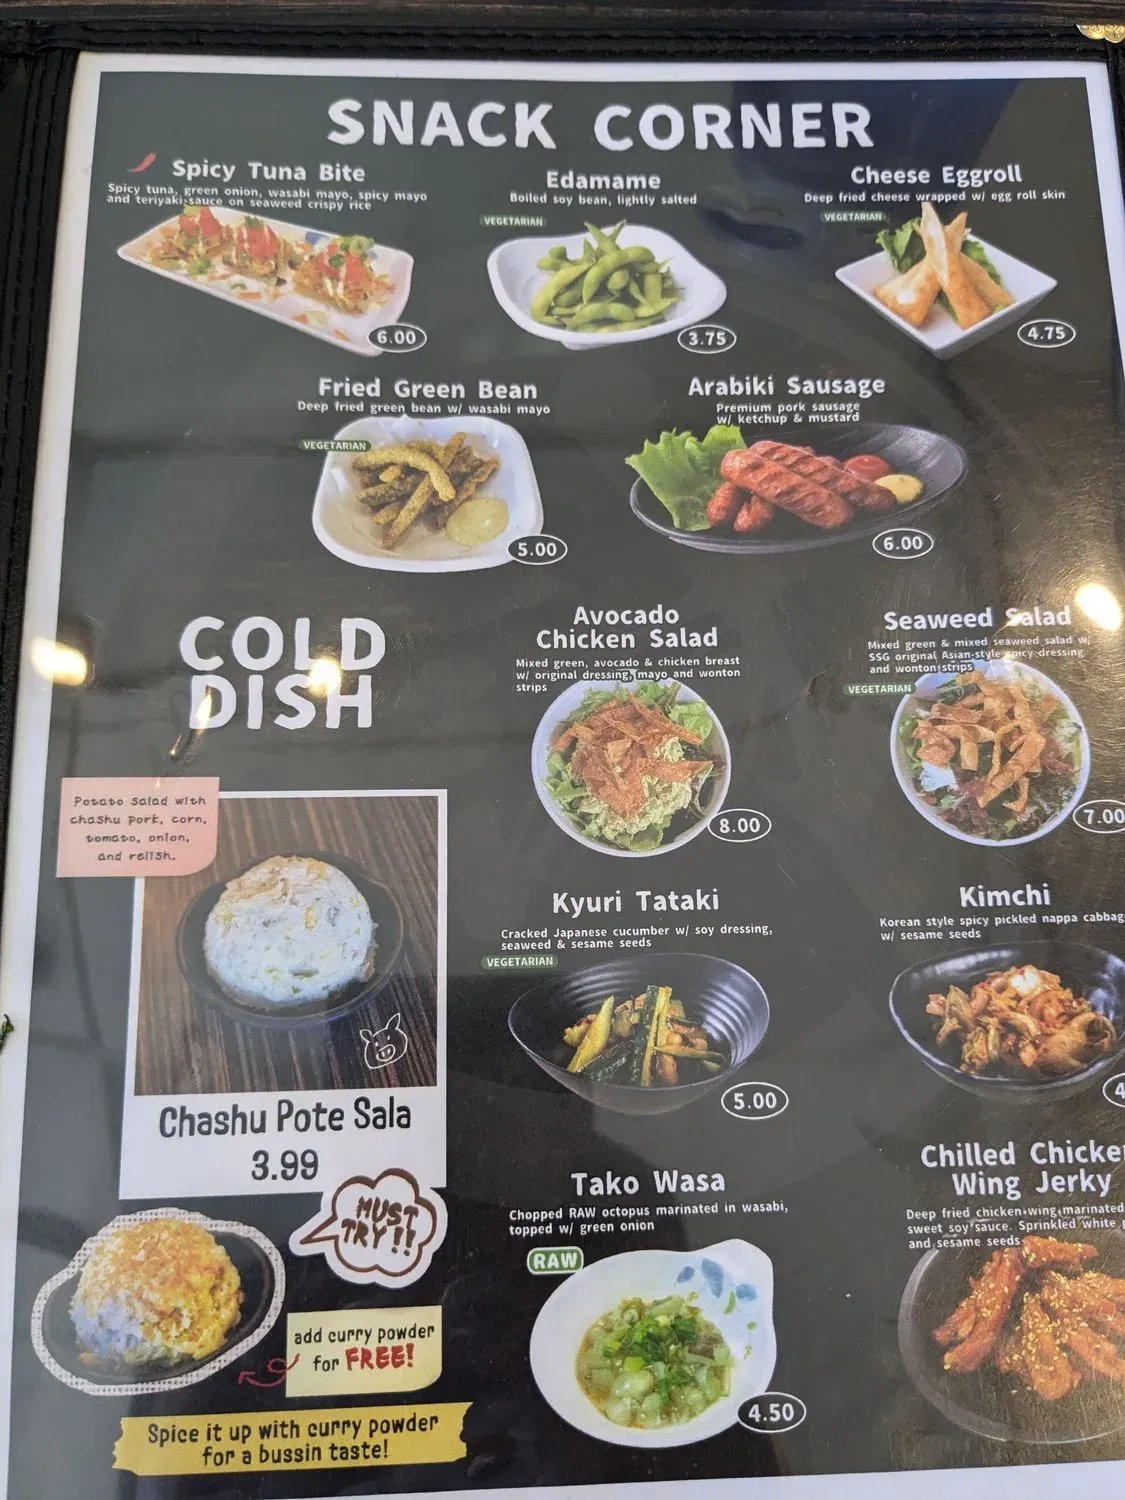 SNACK CORNER
Spicy Tuna Bite
Spicy tuna, green onion, wasabi mayo, spicy mayo
and teriyaki sauce on seaweed crispy rice
6.00
Edamame
Boiled soy bean, lightly salted
VEGETARIAN
3.75
Cheese Eggroll
Deep fried cheese wrapped w/ egg roll skin
VEGETARIAN
4.75
Fried Green Bean
Deep fried green bean w/ wasabi mayo
VEGETARIAN
5.00
Arabiki Sausage
Premium pork sausage
w/ ketchup & mustard
6.00
COLD
DISH
Avocado
Chicken Salad
Mixed green, avocado & chicken breast
w/ original dressing, mayo and wonton
strips
8.00
Seaweed Salad
Mixed green & mixed seaweed salad w/
SSG original Asian-style spicy dressing
and wonton strips
VEGETARIAN
7.00
Potato Salad with
chashu pork, corn,
tomato, onion,
and relish.
Chashu Pote Sala
3.99
MUST
TRY!!
add curry powder
for FREE!
Spice it up with curry powder
for a bussin taste!
Kyuri Tataki
Cracked Japanese cucumber w/ soy dressing,
seaweed & sesame seeds
VEGETARIAN
5.00
Kimchi
Korean style spicy pickled nappa
w/ sesame seeds
Tako Wasa
Chopped RAW octopus marinated in wasabi,
topped w/ green onion
RAW
4.50
Chilled Chicken
Wing Jerky
Deep fried chicken wing marinated
sweet soy sauce. Sprinkled white
and sesame seeds